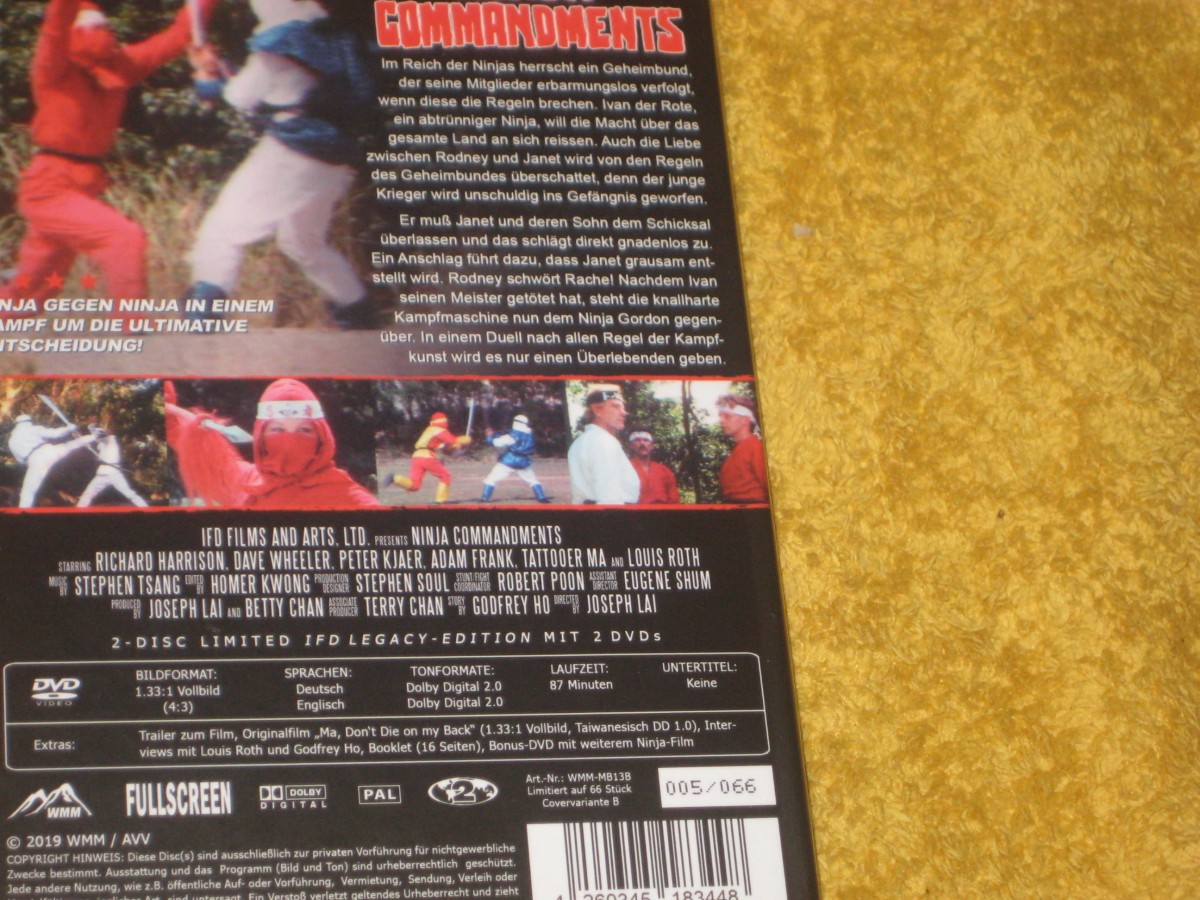 COMMANDMENTS
Im Reich der Ninjas herrscht ein Geheimbund,
der seine Mitglieder erbarmungslos verfolgt,
wenn diese die Regeln brechen. Ivan der Rote,
ein abtrünniger Ninja, will die Macht über das
gesamte Land an sich reissen. Auch die Liebe
zwischen Rodney und Janet wird von den Regeln
des Geheimbundes überschattet, denn der junge
Krieger wird unschuldig ins Gefängnis geworfen.
Er muß Janet und deren Sohn dem Schicksal
überlassen und das schlägt direkt gnadenlos zu.
Ein Anschlag führt dazu, dass Janet grausam ent-
stellt wird. Rodney schwört Rache! Nachdem Ivan
seinen Meister getötet hat, steht die knallharte
Kampfmaschine nun dem Ninja Gordon gegen-
über. In einem Duell nach allen Regel der Kampf-
kunst wird es nur einen Überlebenden geben.
NJA GEGEN NINJA IN EINEM
AMPF UM DIE ULTIMATIVE
NTSCHEIDUNG!
IFD FILMS AND ARTS, LTD. PRESENTS NINJA COMMANDMENTS
STARRING RICHARD HARRISON, DAVE WHEELER, PETER KJAER, ADAM FRANK, TATTOOER MA AND LOUIS ROTH
MUSIC BY STEPHEN TSANG EDITED BY HOMER KWONG PRODUCTION DESIGNER STEPHEN SOUL STUNT/FIGHT COORDINATOR ROBERT POON ASSISTANT DIRECTOR EUGENE SHUM
PRODUCED BY JOSEPH LAI AND BETTY CHAN ASSOCIATE PRODUCER TERRY CHAN STORY BY GODFREY HO DIRECTED BY JOSEPH LAI
2-DISC LIMITED IFD LEGACY-EDITION MIT 2 DVDs
DVD VIDEO
BILDFORMAT:
1.33:1 Vollbild
(4:3)
SPRACHEN:
Deutsch
Englisch
TONFORMATE:
Dolby Digital 2.0
Dolby Digital 2.0
LAUFZEIT:
87 Minuten
UNTERTITEL:
Keine
Extras:
Trailer zum Film, Originalfilm „Ma, Don't Die on my Back" (1.33:1 Vollbild, Taiwanesisch DD 1.0), Inter-
views mit Louis Roth und Godfrey Ho, Booklet (16 Seiten), Bonus-DVD mit weiterem Ninja-Film
WMM
FULLSCREEN
DOLBY
DIGITAL
PAL
2
Art.-Nr.: WMM-MB13B
Limitiert auf 66 Stück
Covervariante B
005/066
© 2019 WMM / AVV
COPYRIGHT HINWEIS: Diese Disc(s) sind ausschließlich zur privaten Vorführung für nichtgewerbliche
Zwecke bestimmt. Ausstattung und das Programm (Bild und Ton) sind urheberrechtlich geschützt.
Jede andere Nutzung, wie z.B. öffentliche Auf- oder Vorführung, Vermietung, Sendung, Verleih oder
Art, sind untersagt. Ein Verstoß verletzt geltendes Urheberrecht und zieht
4 260345 183448